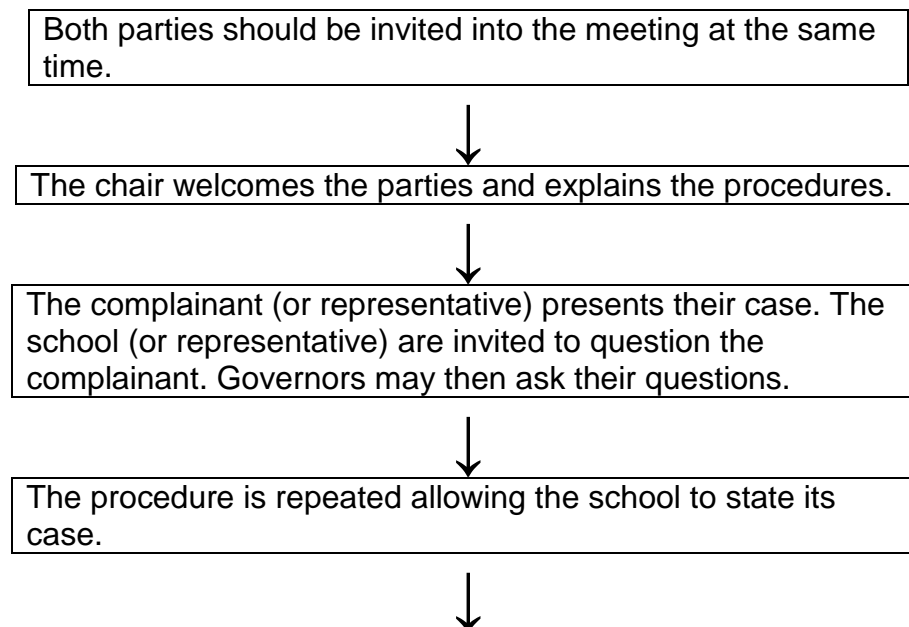 Both parties should be invited into the meeting at the same
time.
The chair welcomes the parties and explains the procedures.
The complainant (or representative) presents their case. The
school (or representative) are invited to question the
complainant. Governors may then ask their questions.
The procedure is repeated allowing the school to state its
case.